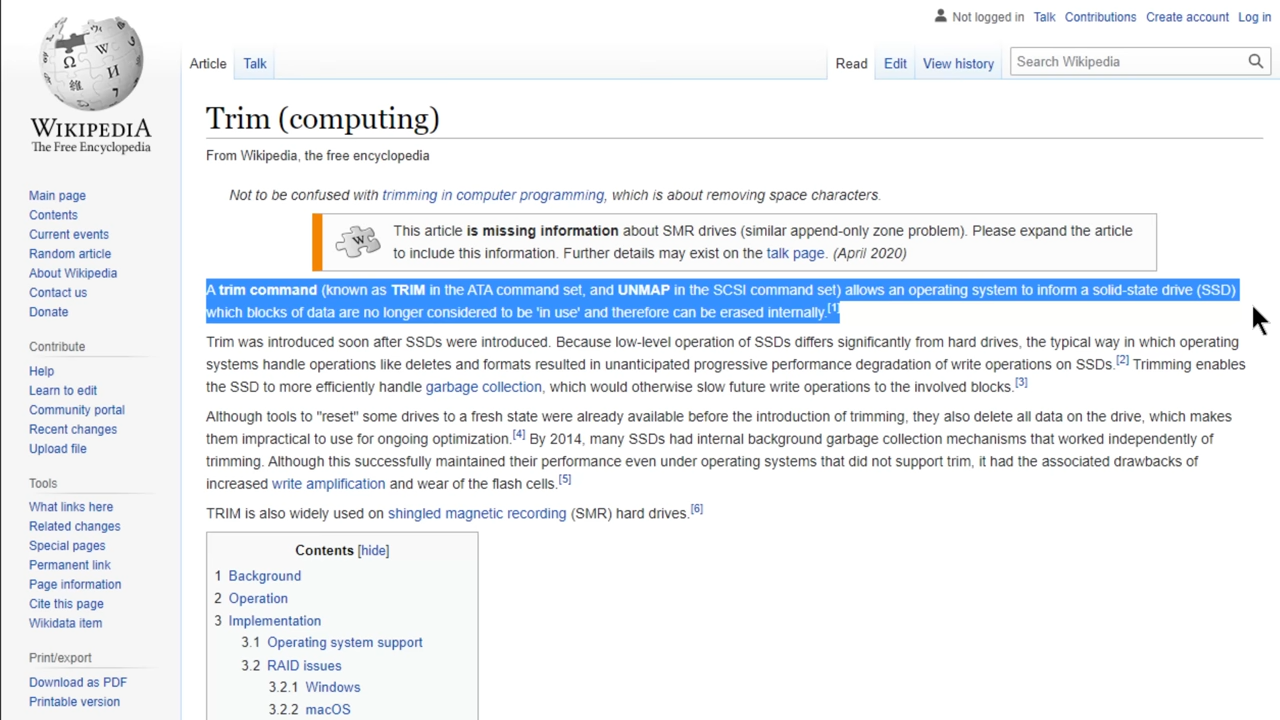 Not logged in Talk Contributions Create account Log in
Article Talk Read Edit View history Search Wikipedia
WIKIPEDIA
The Free Encyclopedia
Main page
Contents
Current events
Random article
About Wikipedia
Contact us
Donate
Contribute
Help
Learn to edit
Community portal
Recent changes
Upload file
Tools
What links here
Related changes
Special pages
Permanent link
Page information
Cite this page
Wikidata item
Print/export
Download as PDF
Printable version
Trim (computing)
From Wikipedia, the free encyclopedia
Not to be confused with trimming in computer programming, which is about removing space characters.
This article is missing information about SMR drives (similar append-only zone problem). Please expand the article
to include this information. Further details may exist on the talk page. (April 2020)
A trim command (known as TRIM in the ATA command set, and UNMAP in the SCSI command set) allows an operating system to inform a solid-state drive (SSD)
which blocks of data are no longer considered to be 'in use' and therefore can be erased internally.[1]
Trim was introduced soon after SSDs were introduced. Because low-level operation of SSDs differs significantly from hard drives, the typical way in which operating
systems handle operations like deletes and formats resulted in unanticipated progressive performance degradation of write operations on SSDs.[2] Trimming enables
the SSD to more efficiently handle garbage collection, which would otherwise slow future write operations to the involved blocks.[3]
Although tools to "reset" some drives to a fresh state were already available before the introduction of trimming, they also delete all data on the drive, which makes
them impractical to use for ongoing optimization.[4] By 2014, many SSDs had internal background garbage collection mechanisms that worked independently of
trimming. Although this successfully maintained their performance even under operating systems that did not support trim, it had the associated drawbacks of
increased write amplification and wear of the flash cells.[5]
TRIM is also widely used on shingled magnetic recording (SMR) hard drives.[6]
Contents [hide]
1 Background
2 Operation
3 Implementation
3.1 Operating system support
3.2 RAID issues
3.2.1 Windows
3.2.2 macOS